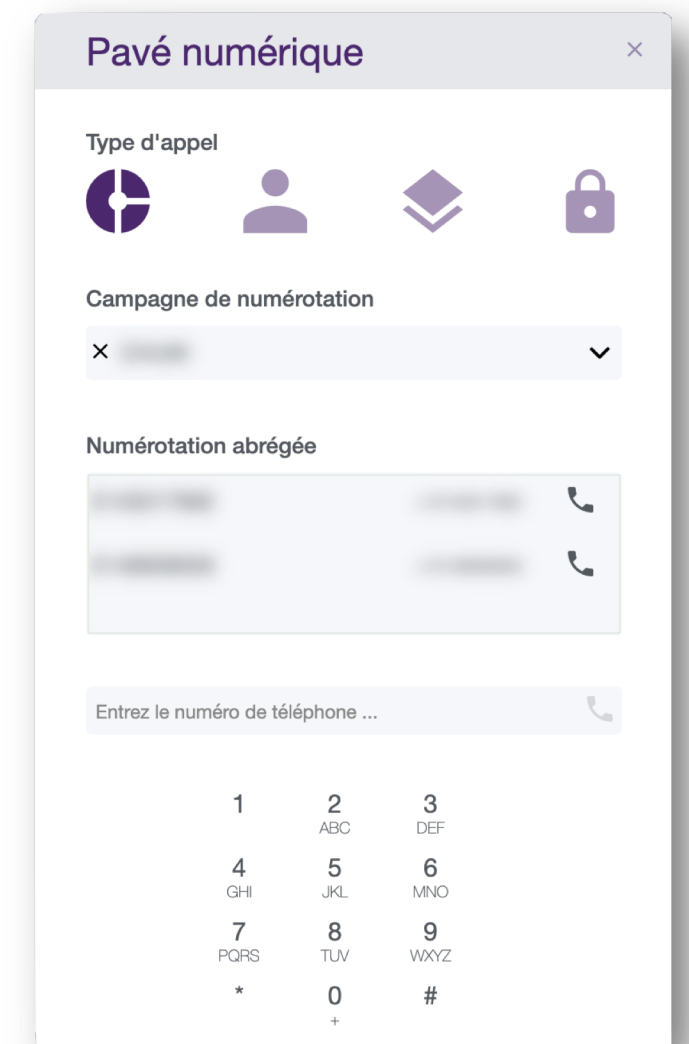 Pavé numérique
Type d'appel
Campagne de numérotation
Numérotation abrégée
Entrez le numéro de téléphone ...
1 2 3
ABC DEF
4 5 6
GHI JKL MNO
7 8 9
PQRS TUV WXYZ
* 0 #
+